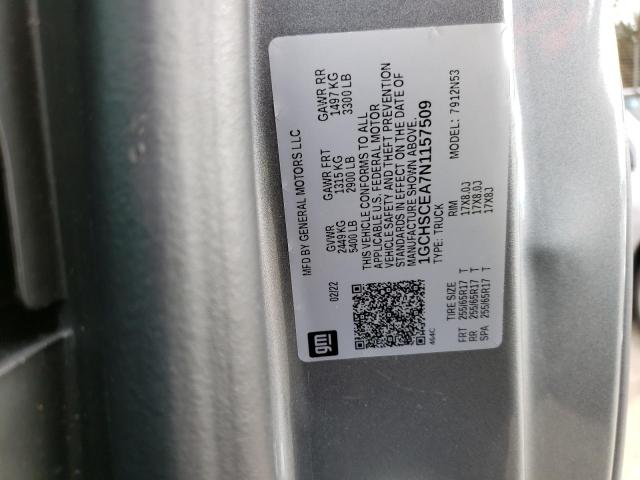 MFD BY GENERAL MOTORS LLC
02/22
GVWR GAWR FRT GAWR RR
2449 KG 1315 KG 1497 KG
5400 LB 2900 LB 3300 LB
THIS VEHICLE CONFORMS TO ALL
APPLICABLE U.S. FEDERAL MOTOR
VEHICLE SAFETY AND THEFT PREVENTION
STANDARDS IN EFFECT ON THE DATE OF
MANUFACTURE SHOWN ABOVE.
1GCHSCEA7N1157509
TYPE: TRUCK MODEL: 7912N53
gm
464C
TIRE SIZE RIM
FRT 255/65R17 T 17X8.0J
RR 255/65R17 T 17X8.0J
SPA 255/65R17 T 17X8J